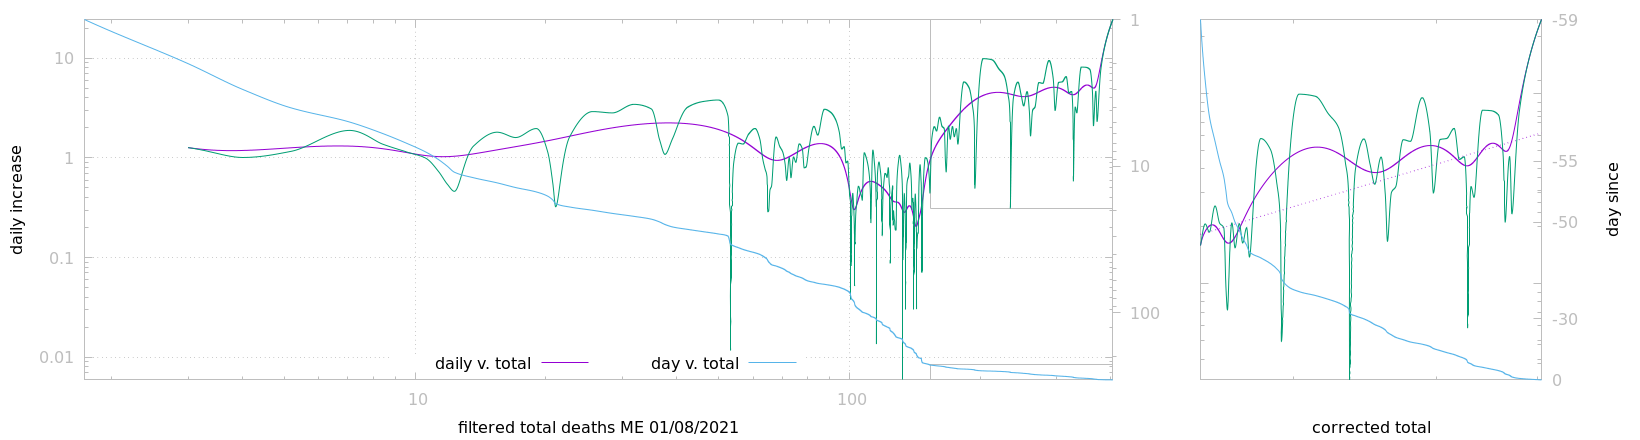 daily increase
10
1
0.1
0.01
10
100
1
10
100
daily v. total
day v. total
filtered total deaths ME 01/08/2021
-59
-55
-50
-30
0
day since
corrected total